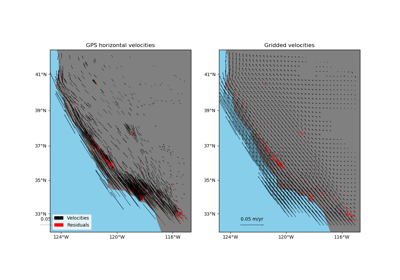 GPS horizontal velocities
Gridded velocities
41°N
39°N
37°N
35°N
33°N
0.05
Velocities
Residuals
124°W
120°W
116°W
41°N
39°N
37°N
35°N
33°N
0.05 m/yr
124°W
120°W
116°W